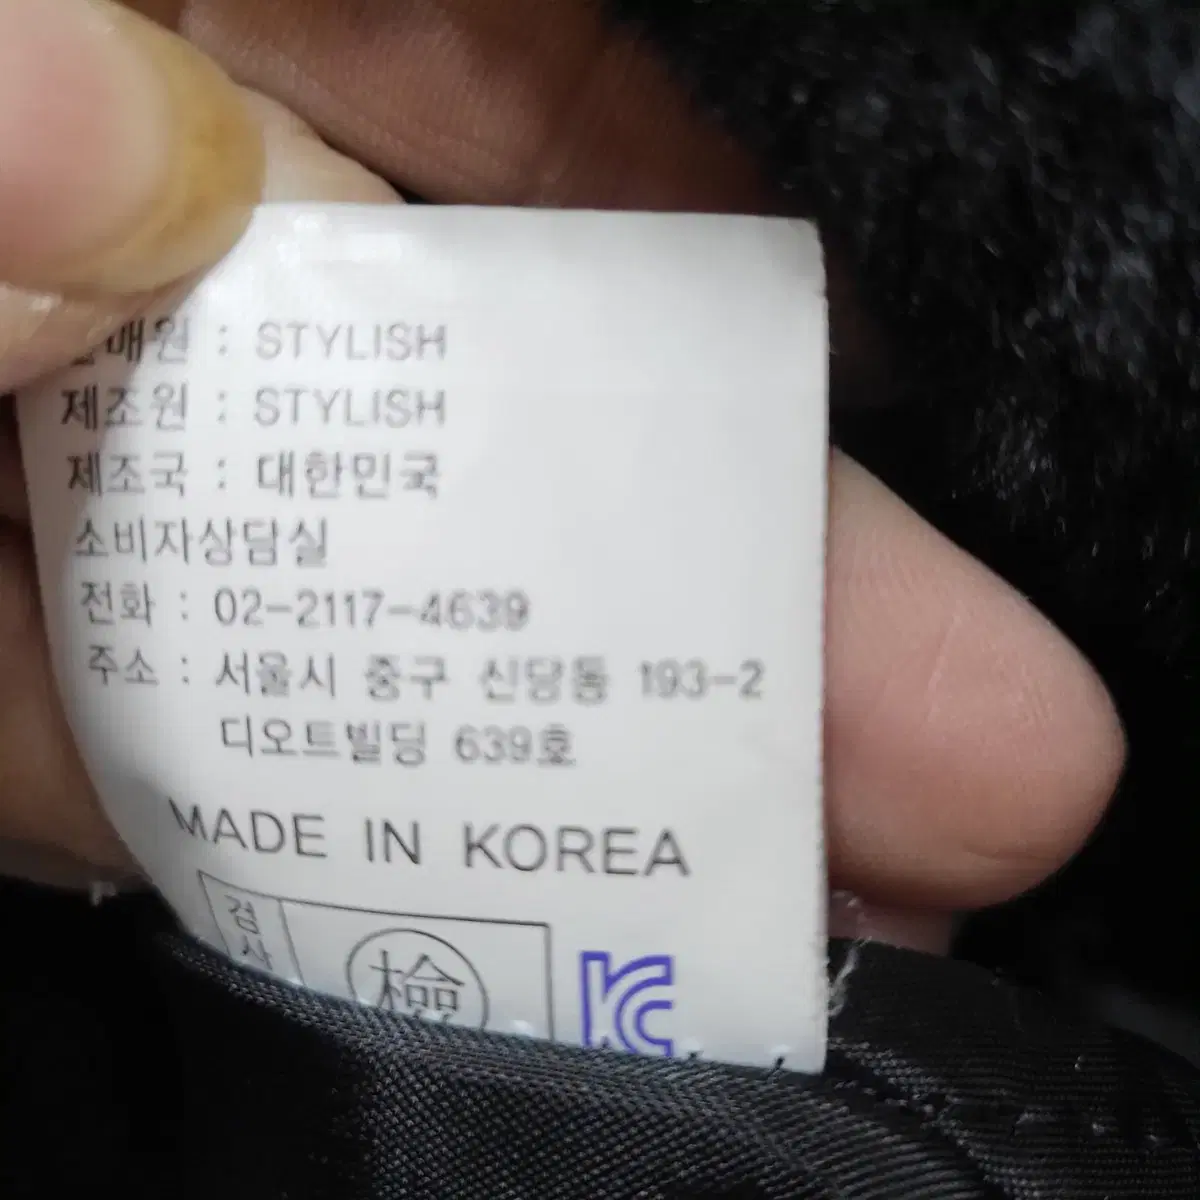 판매원 : STYLISH
제조원 : STYLISH
제조국 : 대한민국
소비자상담실
전화 : 02-2117-4639
주소 : 서울시 중구 신당동 193-2
디오트빌딩 639호
MADE IN KOREA
검사
檢
KC